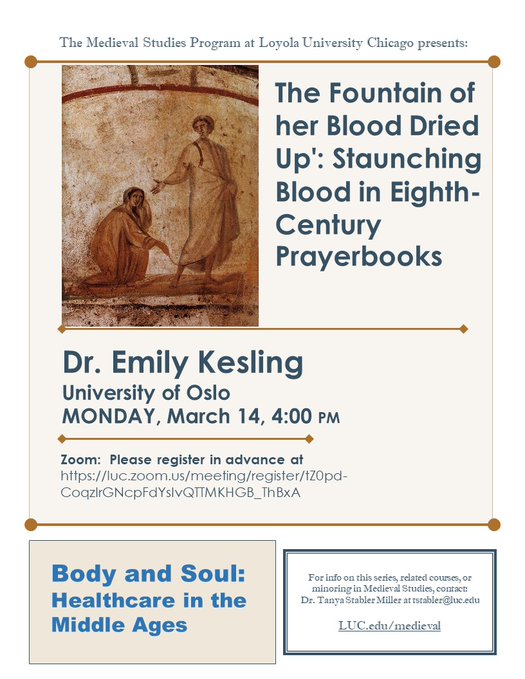 The Medieval Studies Program at Loyola University Chicago presents:
The Fountain of
her Blood Dried
Up': Staunching
Blood in Eighth-
Century
Prayerbooks
Dr. Emily Kesling
University of Oslo
MONDAY, March 14, 4:00 PM
Zoom: Please register in advance at
https://luc.zoom.us/meeting/register/tZ0pd-
CoqzIrGNcpFdYsIvQTTMKHGB_ThBxA
Body and Soul:
Healthcare in the
Middle Ages
For info on this series, related courses, or
minoring in Medieval Studies, contact:
Dr. Tanya Stabler Miller at tstabler@luc.edu
LUC.edu/medieval